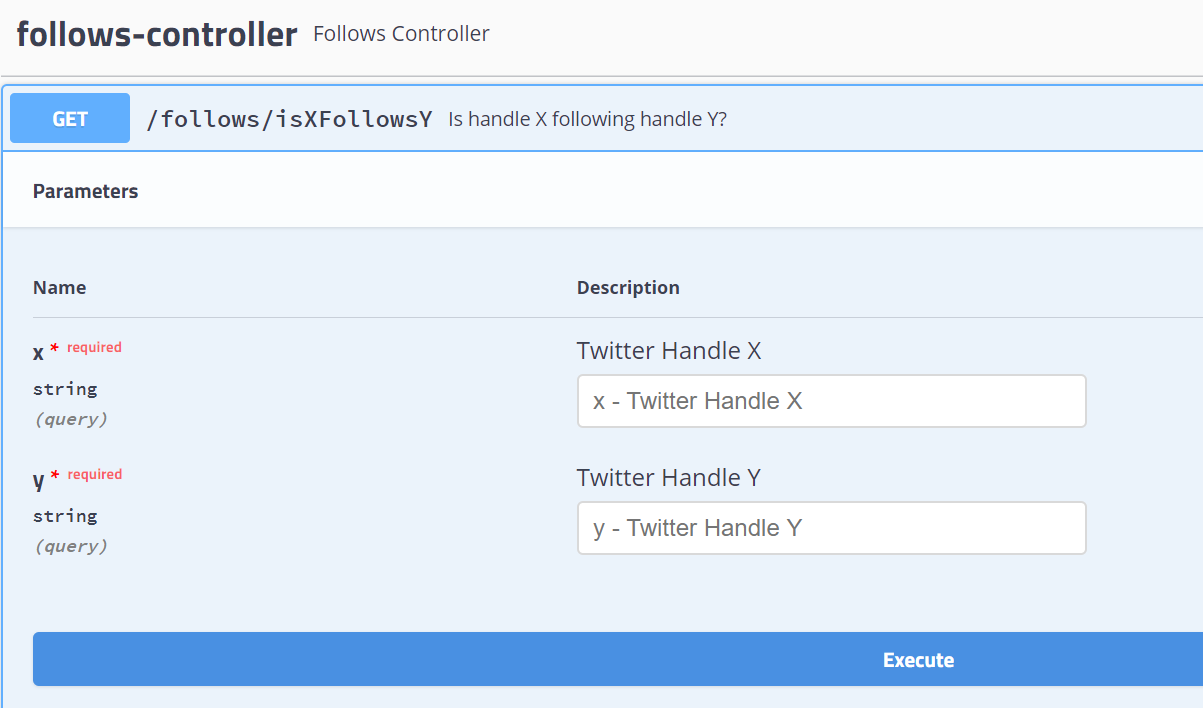 follows-controller Follows Controller
GET /follows/isXFollowsY Is handle X following handle Y?
Parameters
Name Description
x * required Twitter Handle X
string x - Twitter Handle X
(query)
y * required Twitter Handle Y
string y - Twitter Handle Y
(query)
Execute